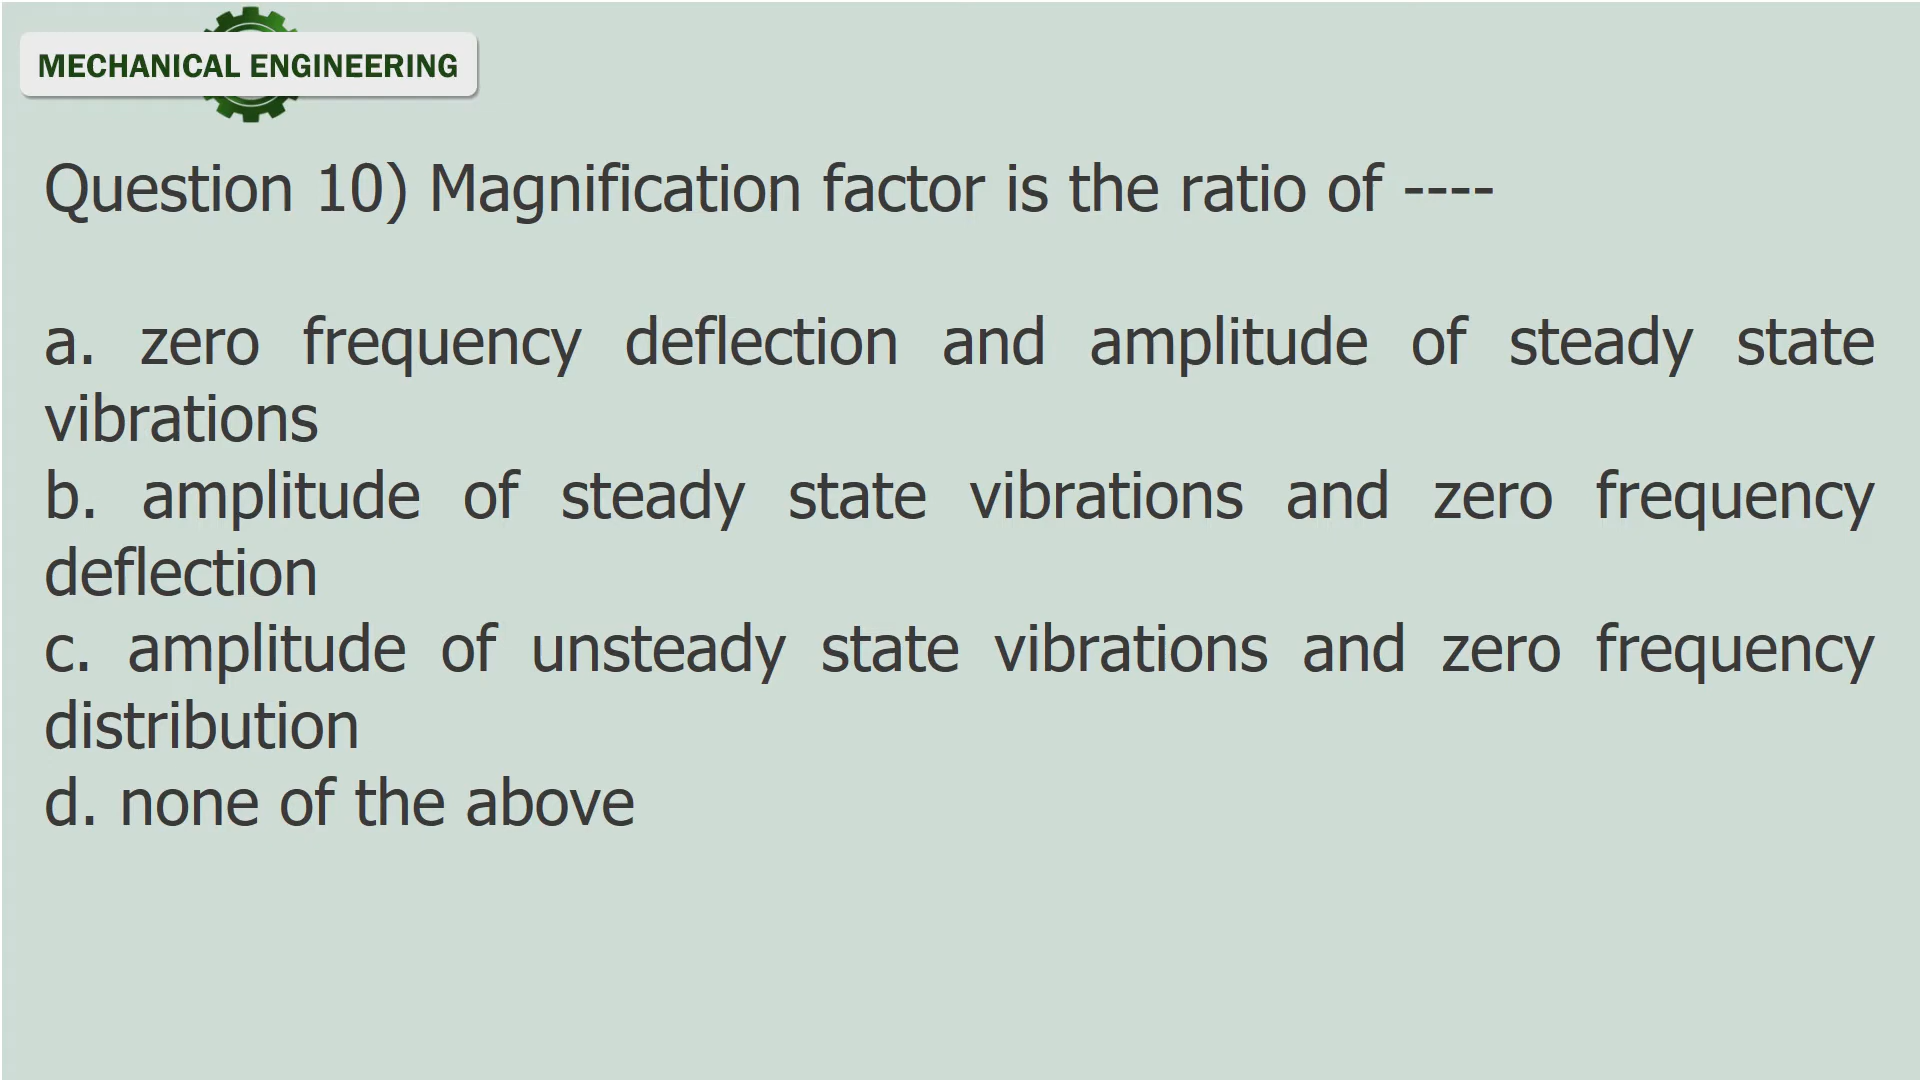 MECHANICAL ENGINEERING
Question 10) Magnification factor is the ratio of ----
a. zero frequency deflection and amplitude of steady state
vibrations
b. amplitude of steady state vibrations and zero frequency
deflection
c. amplitude of unsteady state vibrations and zero frequency
distribution
d. none of the above